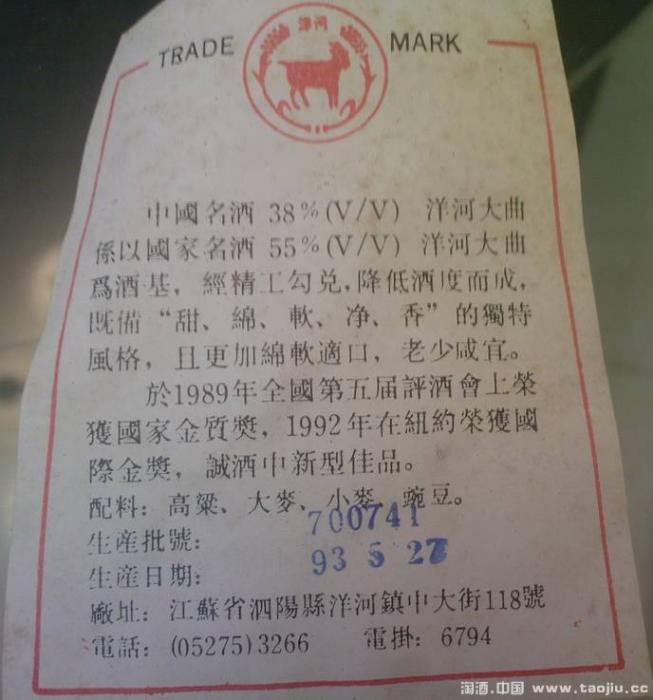 TRADE 洋河 MARK
中國名酒 38%(V/V) 洋河大曲
係以國家名酒 55%(V/V) 洋河大曲
爲酒基，經精工勾兑，降低酒度而成，
既備“甜、綿、軟、净、香”的獨特
風格，且更加綿軟適口，老少咸宜。
於1989年全國第五届評酒會上榮
獲國家金質獎，1992年在紐約榮獲國
際金獎，誠酒中新型佳品。
配料：高粱、大麥、小麥、豌豆。
生産批號：700741
生産日期：93 5 27
廠址：江蘇省泗陽縣洋河鎮中大街118號
電話：(05275)3266 電掛：6794
淘酒.中国 www.taojiu.cc